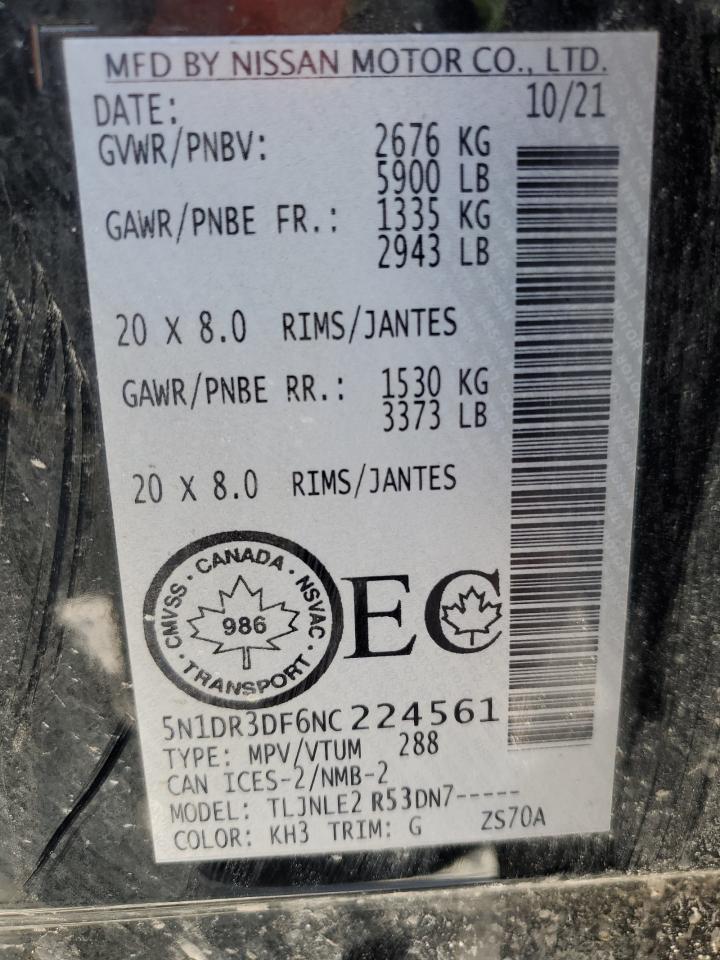 MFD BY NISSAN MOTOR CO., LTD.
DATE: 10/21
GVWR/PNBV: 2676 KG
5900 LB
GAWR/PNBE FR.: 1335 KG
2943 LB
20 X 8.0 RIMS/JANTES
GAWR/PNBE RR.: 1530 KG
3373 LB
20 X 8.0 RIMS/JANTES
CMVSS · CANADA · NSVAC · TRANSPORT ·
986
EC
5N1DR3DF6NC224561
TYPE: MPV/VTUM 288
CAN ICES-2/NMB-2
MODEL: TLJNLE2 R53DN7-----
COLOR: KH3 TRIM: G ZS70A